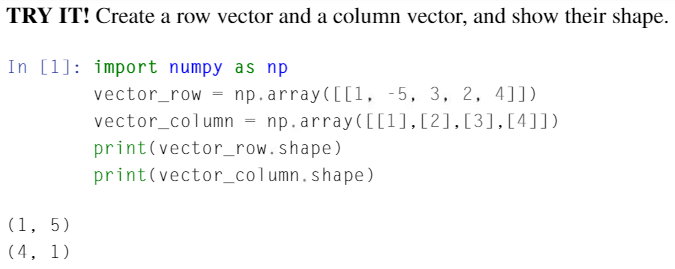 TRY IT! Create a row vector and a column vector, and show their shape.
In [1]: import numpy as np
vector_row = np.array([[1, -5, 3, 2, 4]])
vector_column = np.array([[1],[2],[3],[4]])
print(vector_row.shape)
print(vector_column.shape)
(1, 5)
(4, 1)